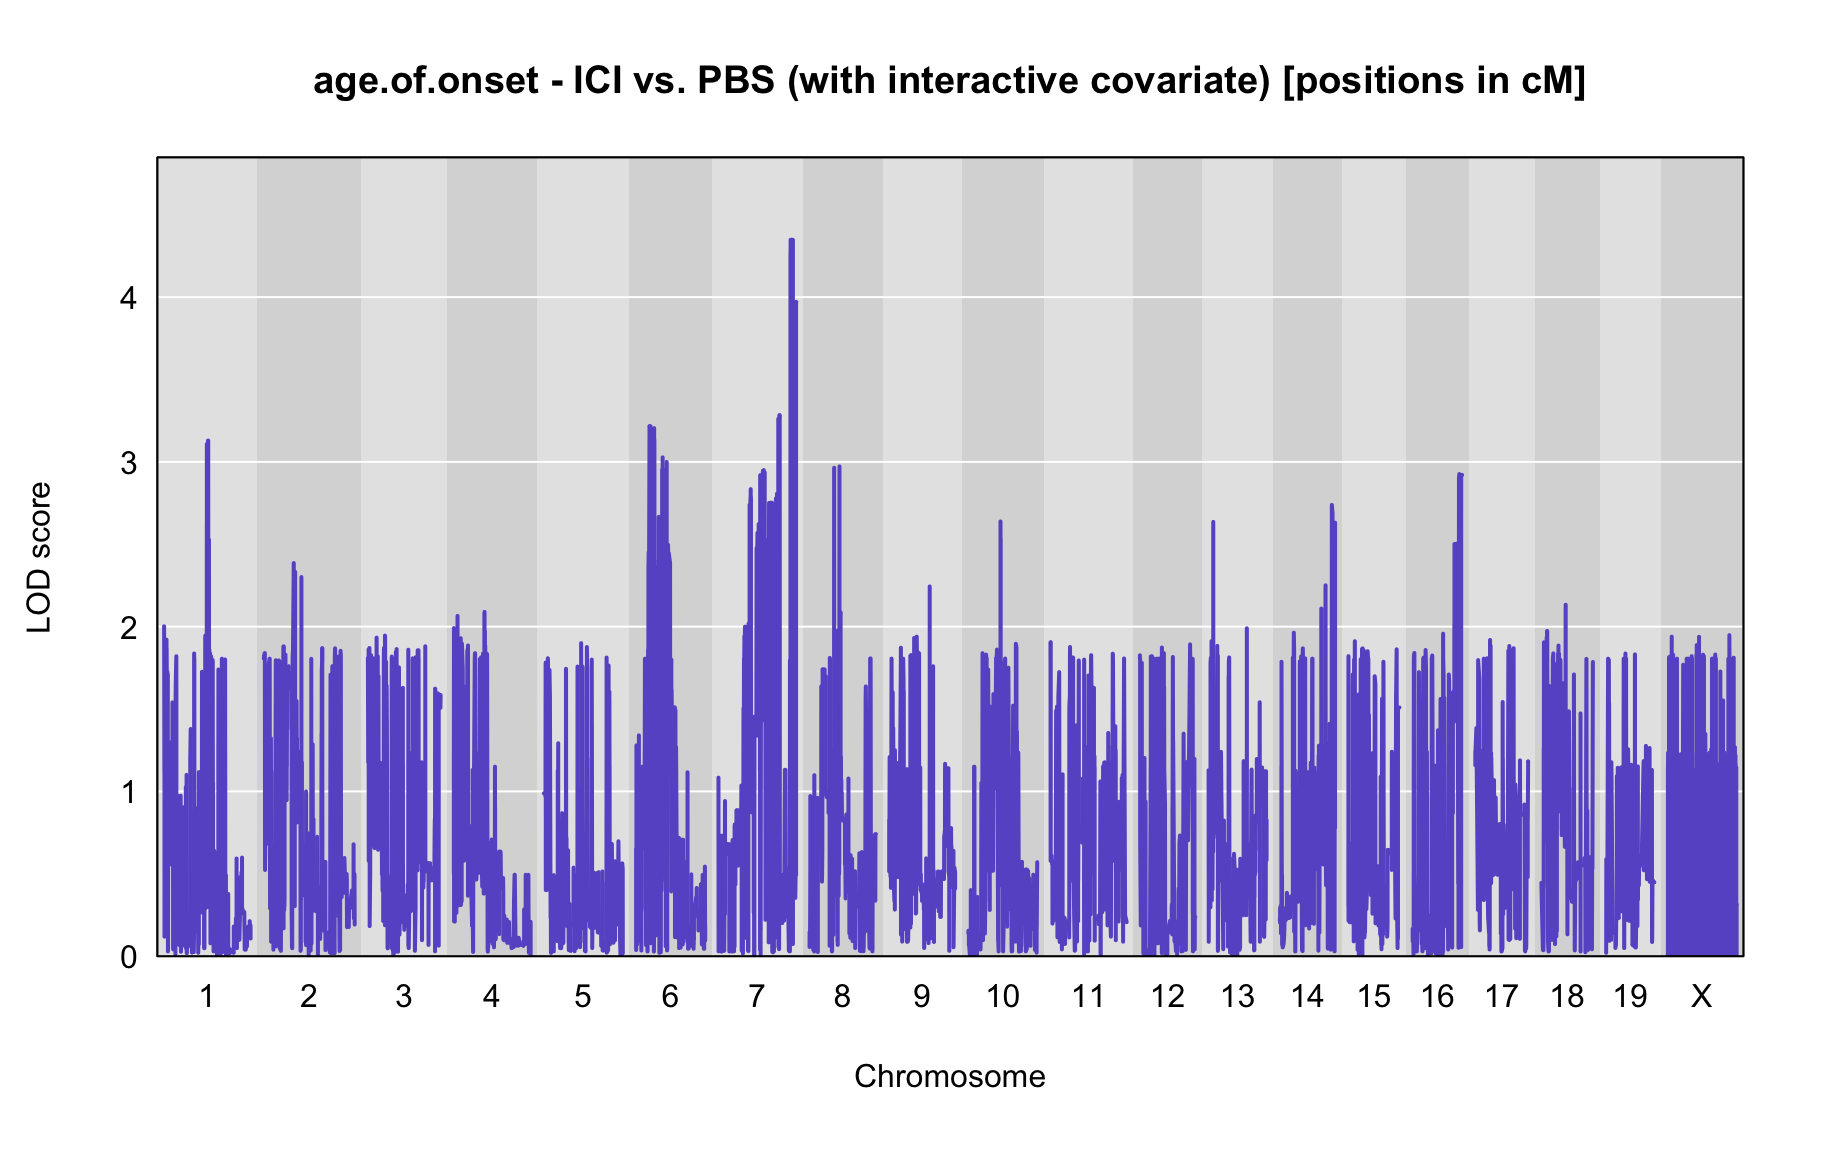 age.of.onset - ICI vs. PBS (with interactive covariate) [positions in cM]
LOD score
4
3
2
1
0
1 2 3 4 5 6 7 8 9 10 11 12 13 14 15 16 17 18 19 X
Chromosome